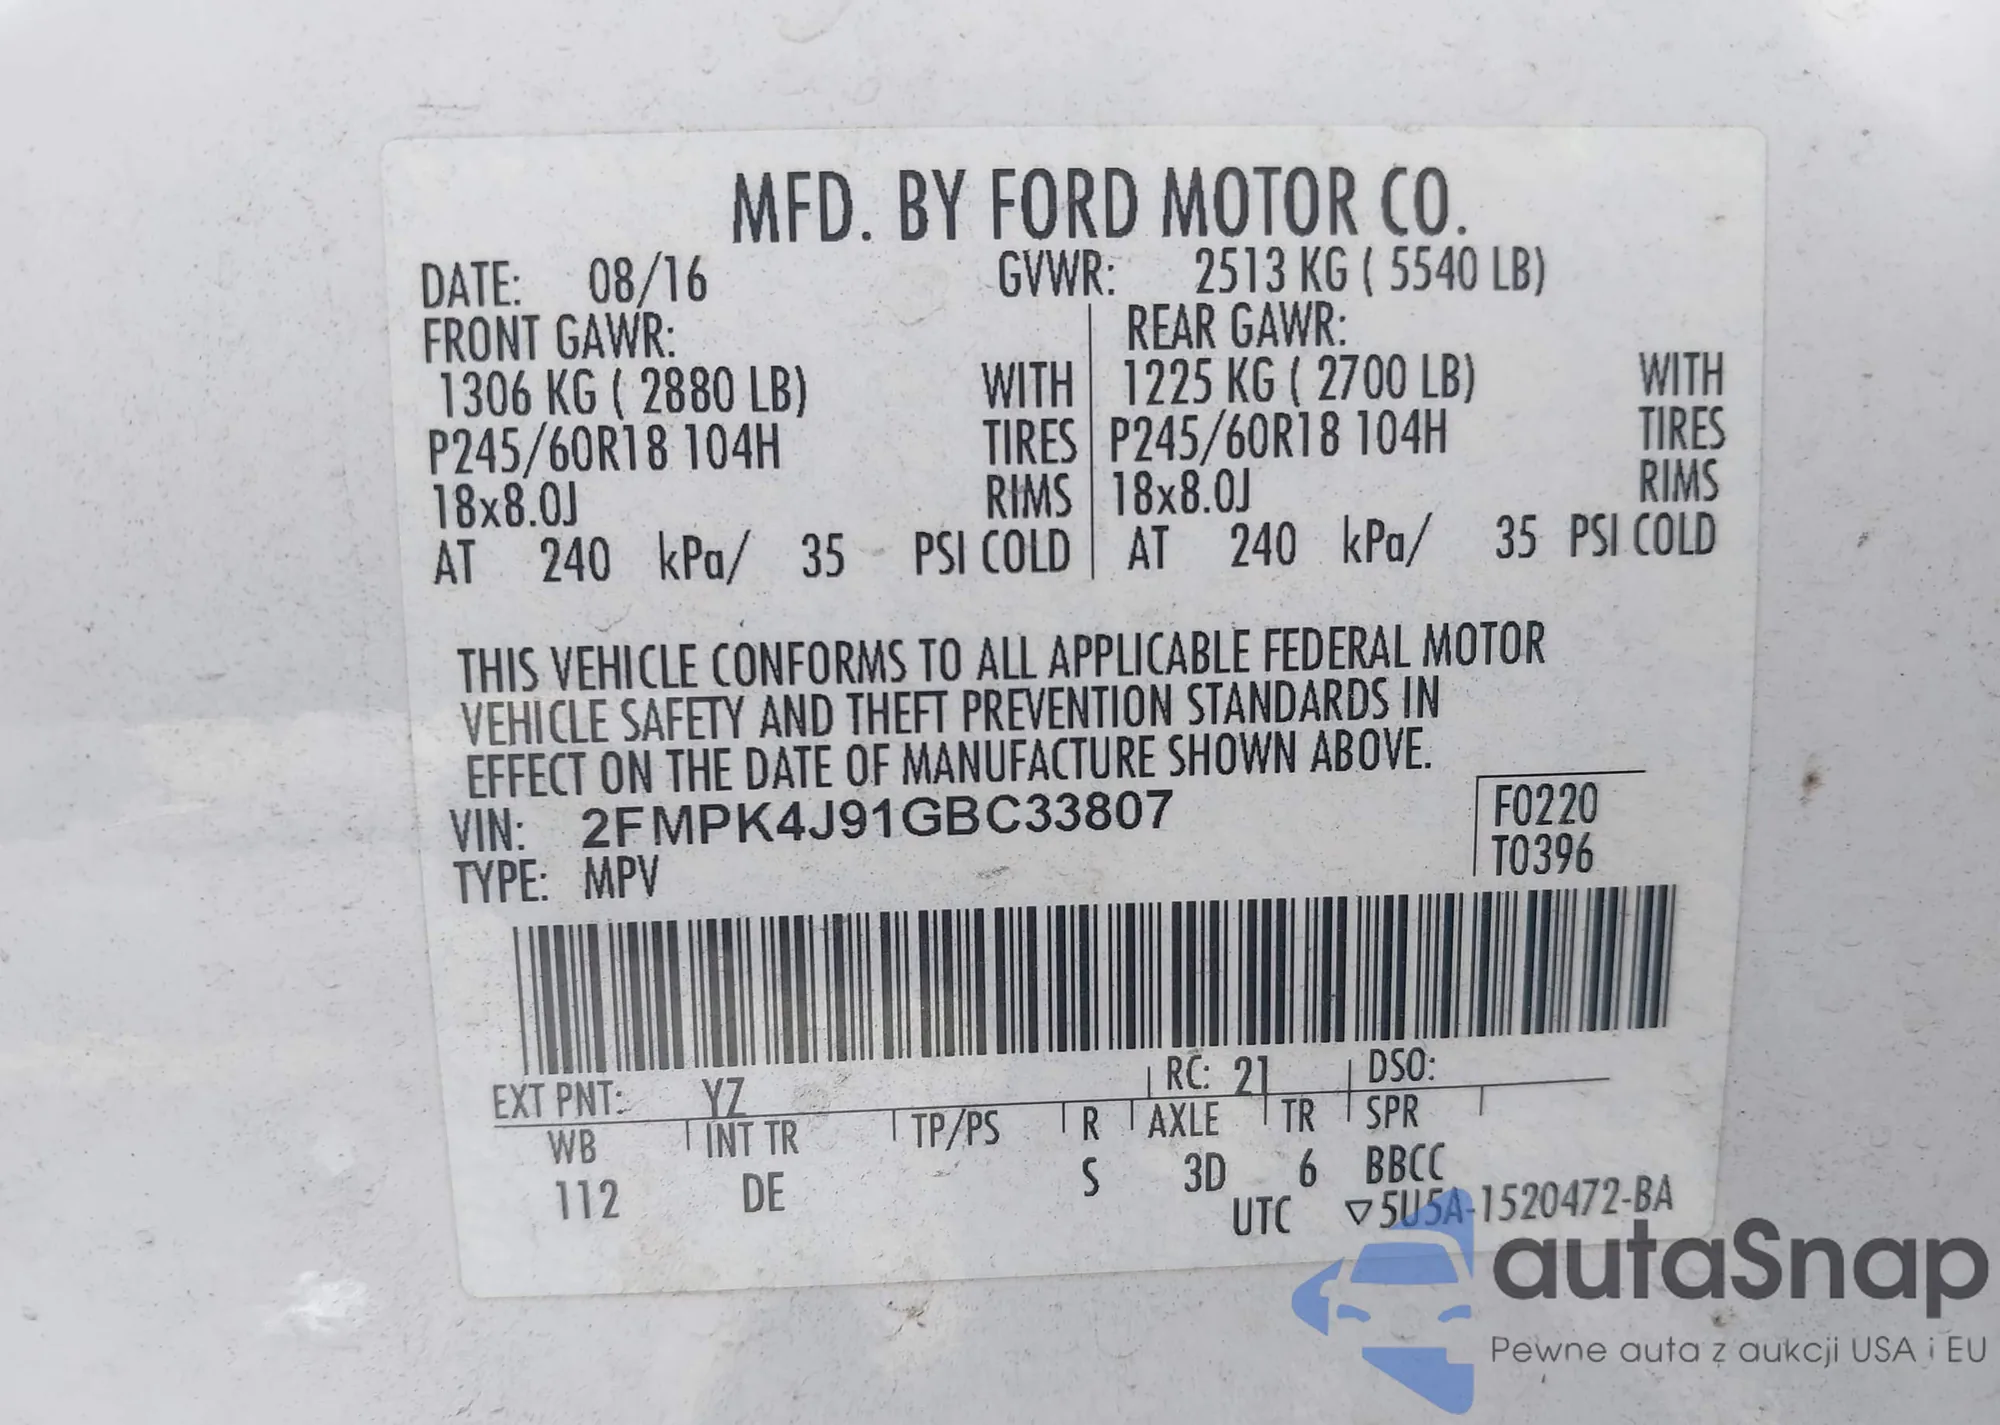 MFD. BY FORD MOTOR CO.
DATE: 08/16 GVWR: 2513 KG ( 5540 LB)
FRONT GAWR: REAR GAWR:
1306 KG ( 2880 LB) WITH 1225 KG ( 2700 LB) WITH
P245/60R18 104H TIRES P245/60R18 104H TIRES
18x8.0J RIMS 18x8.0J RIMS
AT 240 kPa/ 35 PSI COLD AT 240 kPa/ 35 PSI COLD
THIS VEHICLE CONFORMS TO ALL APPLICABLE FEDERAL MOTOR
VEHICLE SAFETY AND THEFT PREVENTION STANDARDS IN
EFFECT ON THE DATE OF MANUFACTURE SHOWN ABOVE.
VIN: 2FMPK4J91GBC33807 F0220
TYPE: MPV T0396
EXT PNT: YZ RC: 21 DSO:
WB INT TR TP/PS R AXLE TR SPR
112 DE S 3D 6 BBCC
UTC ▽5U5A-1520472-BA
autaSnap
Pewne auta z aukcji USA i EU